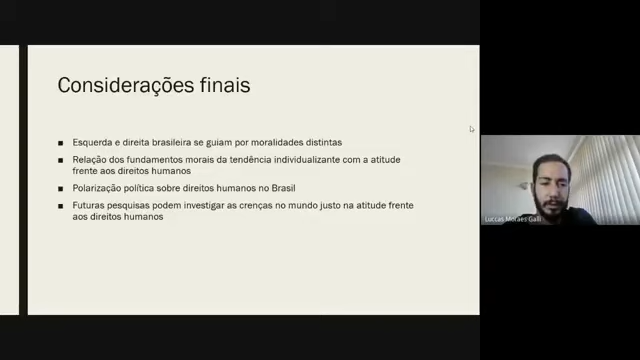 Considerações finais
■ Esquerda e direita brasileira se guiam por moralidades distintas
■ Relação dos fundamentos morais da tendência individualizante com a atitude
frente aos direitos humanos
■ Polarização política sobre direitos humanos no Brasil
■ Futuras pesquisas podem investigar as crenças no mundo justo na atitude frente
aos direitos humanos
Luccas Moraes Galli